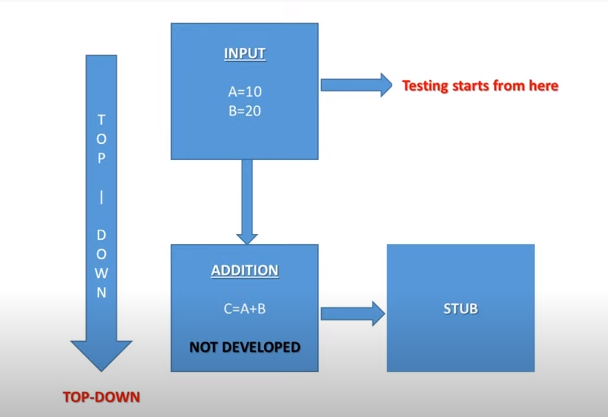 INPUT
A=10
B=20
Testing starts from here
TOP | DOWN
ADDITION
C=A+B
NOT DEVELOPED
STUB
TOP-DOWN